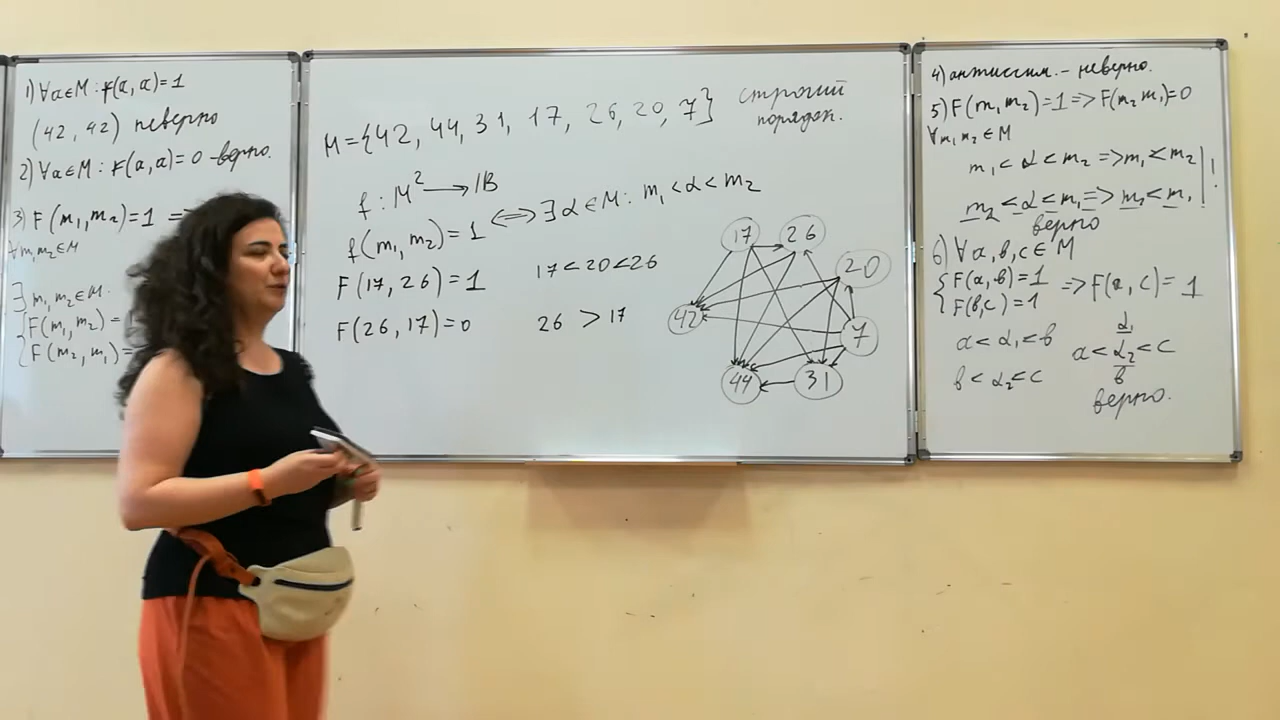 1) ∀a∈M : f(a,a)=1
(42, 42) неверно
2) ∀a∈M : f(a,a)=0 – верно.
3) F(m₁,m₂)=1 =>
∀m₁m₂∈M
∃ m₁,m₂∈M.
{F(m₁,m₂)=
{F(m₂,m₁)=
M={42, 44, 31, 17, 26, 20, 7}
строгий
порядок.
f : M² → B
f(m₁,m₂)=1 <=> ∃ α∈M : m₁<α<m₂
F(17,26)=1 17<20<26
F(26,17)=0 26 > 17
17 26
20
42
7
44 31
4) антиссим. – неверно.
5) F(m₁,m₂)=1 => F(m₂ m₁)=0
∀m₁ m₂∈M
m₁<α<m₂ => m₁<m₂
m₂<α<m₁ => m₂<m₁ !
верно
6) ∀a,b,c∈M
{F(a,b)=1
{F(b,c)=1 => F(a,c)=1
a<α₁<b
b<α₂<c
α₁
a<α₂<c
b
верно.